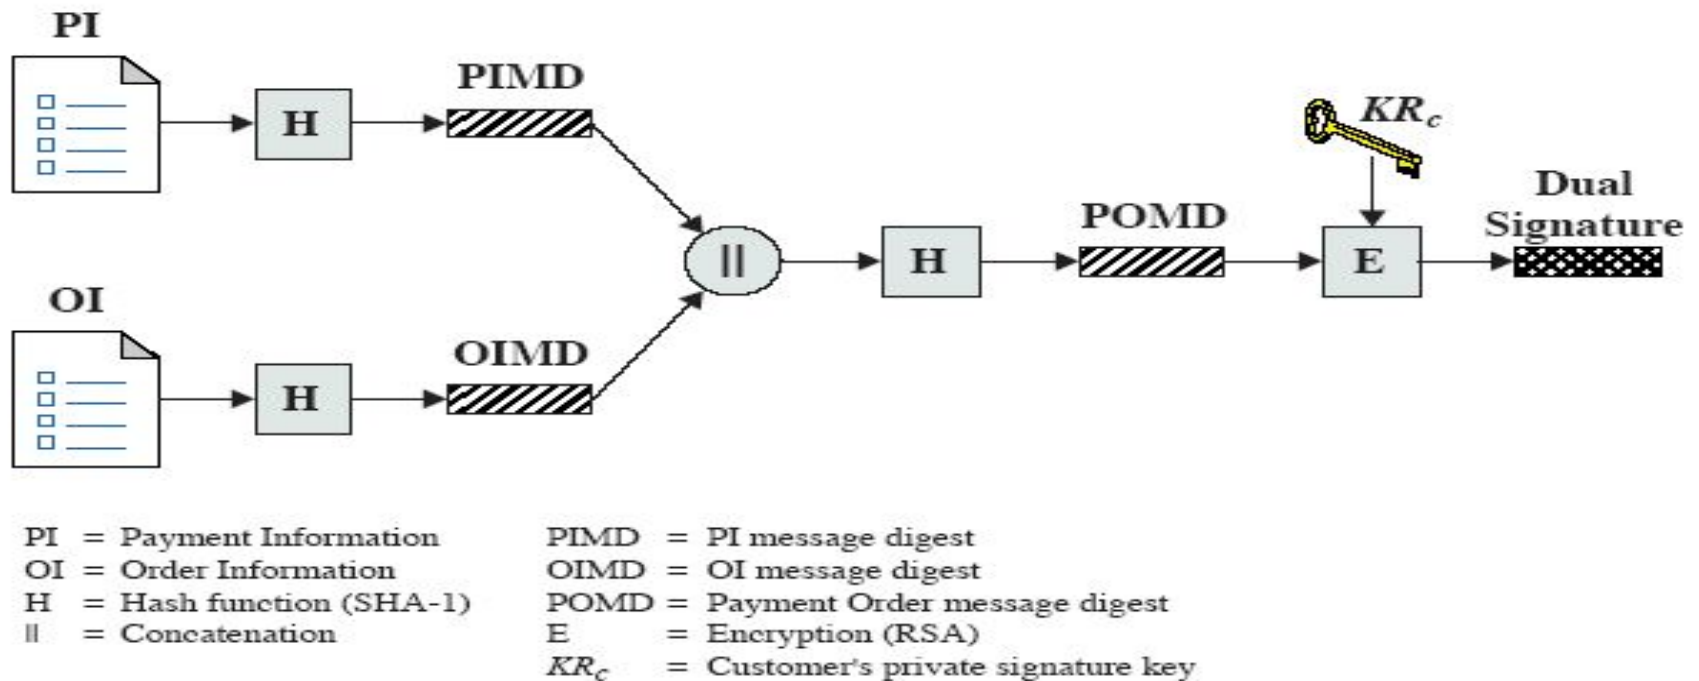 PI
PIMD
H
KRc
Dual
Signature
POMD
||
H
E
OI
OIMD
H
PI = Payment Information
OI = Order Information
H = Hash function (SHA-1)
|| = Concatenation
PIMD = PI message digest
OIMD = OI message digest
POMD = Payment Order message digest
E = Encryption (RSA)
KRc = Customer's private signature key